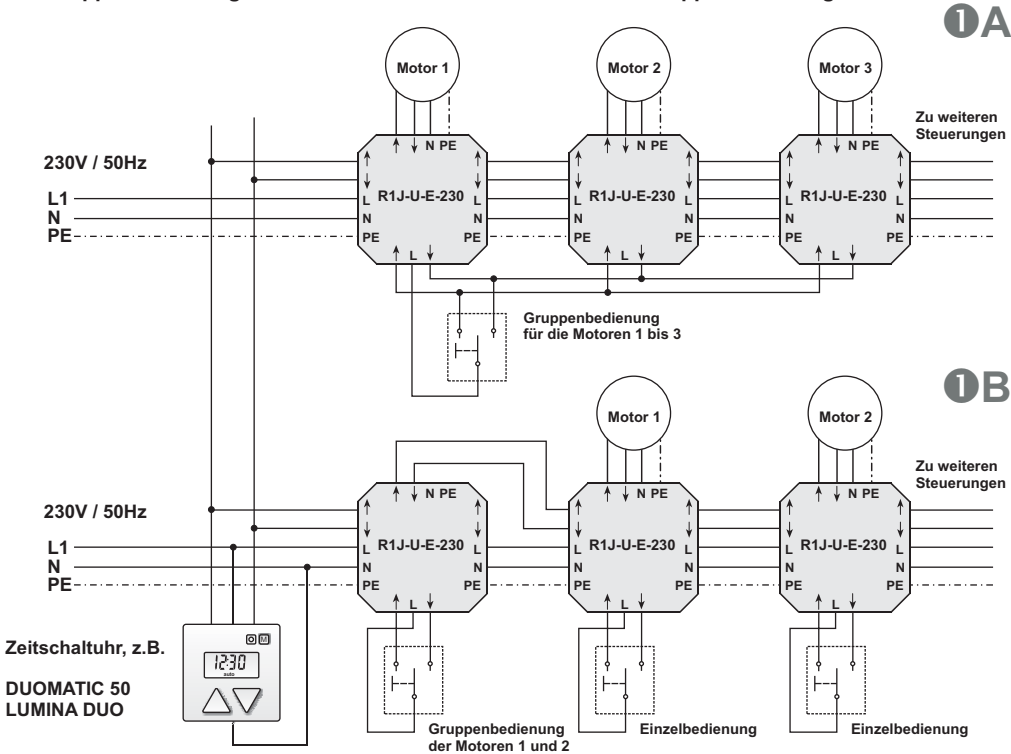 ❶A
Motor 1
Motor 2
Motor 3
Zu weiteren
Steuerungen
230V / 50Hz
L1
N
PE
↑ ↓ N PE
↑ ↓ N PE
↑ ↓ N PE
R1J-U-E-230
R1J-U-E-230
R1J-U-E-230
↑ ↑ ↑ ↑ ↑ ↑
↓ ↓ ↓ ↓ ↓ ↓
L L L L L L
N N N N N N
PE PE PE PE PE PE
↑ L ↓
↑ L ↓
↑ L ↓
Gruppenbedienung
für die Motoren 1 bis 3
❶B
Motor 1
Motor 2
Zu weiteren
Steuerungen
230V / 50Hz
L1
N
PE
↑ ↓ N PE
↑ ↓ N PE
↑ ↓ N PE
R1J-U-E-230
R1J-U-E-230
R1J-U-E-230
↑ ↑ ↑ ↑ ↑ ↑
↓ ↓ ↓ ↓ ↓ ↓
L L L L L L
N N N N N N
PE PE PE PE PE PE
↑ L ↓
↑ L ↓
↑ L ↓
Zeitschaltuhr, z.B.
DUOMATIC 50
LUMINA DUO
M
12:30
auto
Gruppenbedienung
der Motoren 1 und 2
Einzelbedienung
Einzelbedienung